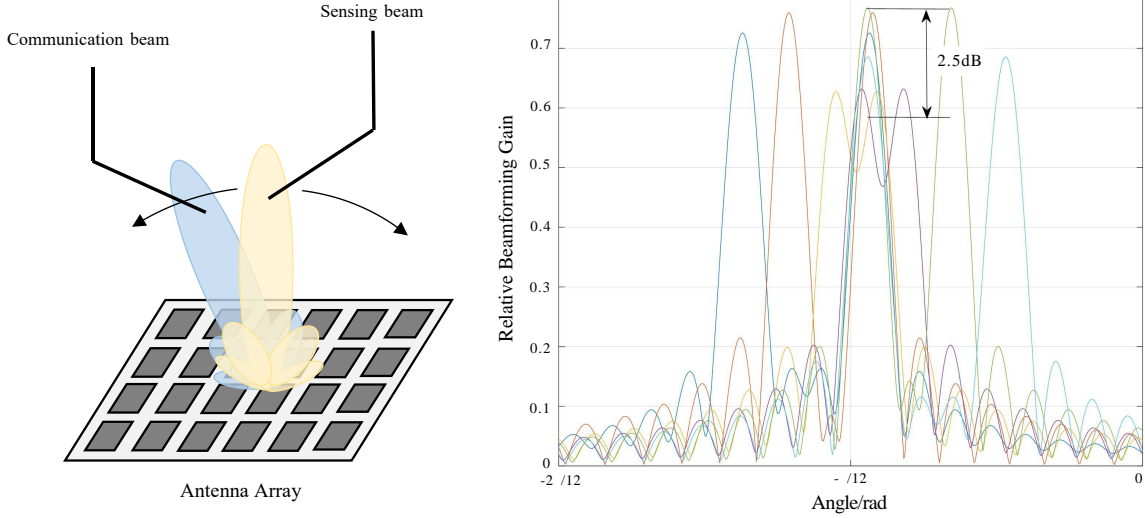 Sensing beam
Communication beam
Antenna Array
0.7
0.6
0.5
0.4
0.3
0.2
0.1
0
Relative Beamforming Gain
2.5dB
-2 /12
- /12
0
Angle/rad